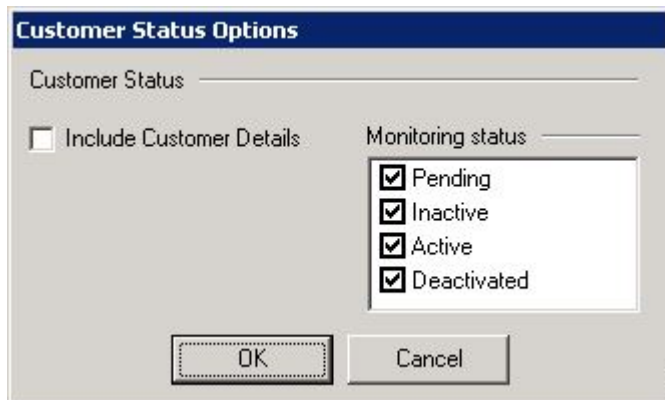 Customer Status Options
Customer Status
Include Customer Details
Monitoring status
Pending
Inactive
Active
Deactivated
OK
Cancel